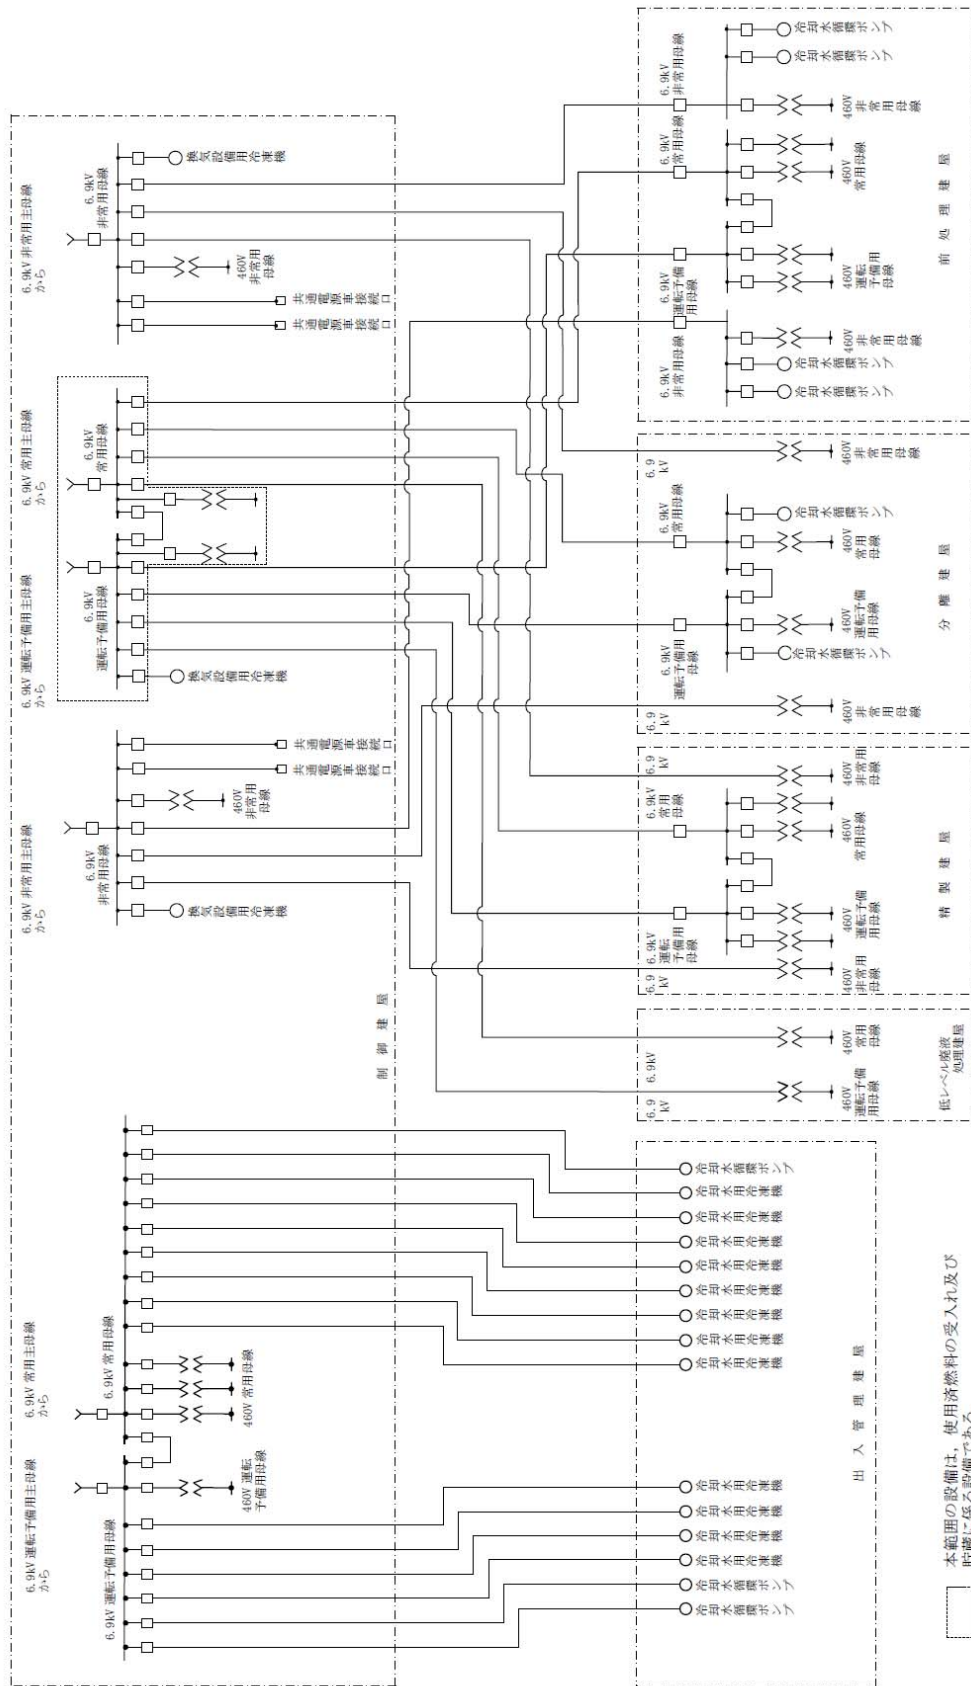 6.9kV 運転予備用主母線
から
6.9kV 常用主母線
から
6.9kV 非常用主母線
から
6.9kV 運転予備用主母線
から
6.9kV 常用主母線
から
6.9kV 非常用主母線
から
6.9kV 運転予備用母線
6.9kV 常用母線
460V 運転
予備用母線
460V 常用母線
6.9kV
非常用母線
換気設備用冷凍機
460V
非常用
母線
共通電源車接続口
共通電源車接続口
6.9kV
運転予備用母線
換気設備用冷凍機
6.9kV
常用母線
6.9kV
非常用母線
460V
非常用
母線
共通電源車接続口
共通電源車接続口
換気設備用冷凍機
制御建屋
冷却水循環ポンプ
冷却水循環ポンプ
冷却水用冷凍機
冷却水用冷凍機
冷却水用冷凍機
冷却水用冷凍機
冷却水用冷凍機
冷却水用冷凍機
冷却水用冷凍機
冷却水用冷凍機
冷却水用冷凍機
冷却水用冷凍機
冷却水用冷凍機
冷却水用冷凍機
冷却水循環ポンプ
出入管理建屋
6.9
kV
6.9kV
460V
運転予備
用母線
460V
常用
母線
低レベル廃液
処理建屋
6.9
kV
6.9kV
運転
予備用
母線
6.9kV
常用
母線
6.9
kV
460V
非常用
母線
460V
運転予備
用母線
460V
常用母線
460V
非常用
母線
精製建屋
6.9
kV
6.9kV
運転予備用
母線
6.9kV
常用母線
6.9
kV
460V
非常用
母線
冷却水循環ポンプ
460V
運転予備
用母線
460V
常用
母線
冷却水循環ポンプ
460V
非常用
母線
分離建屋
6.9kV
非常用母線
6.9kV
運転予備
用母線
6.9kV
常用母線
6.9kV
非常用母線
冷却水循環ポンプ
冷却水循環ポンプ
460V
非常用
母線
460V
運転予備用
母線
460V
常用母線
460V
非常用
母線
冷却水循環ポンプ
冷却水循環ポンプ
前処理建屋
本範囲の設備は，使用済燃料の受入れ及び
貯蔵に係る設備である